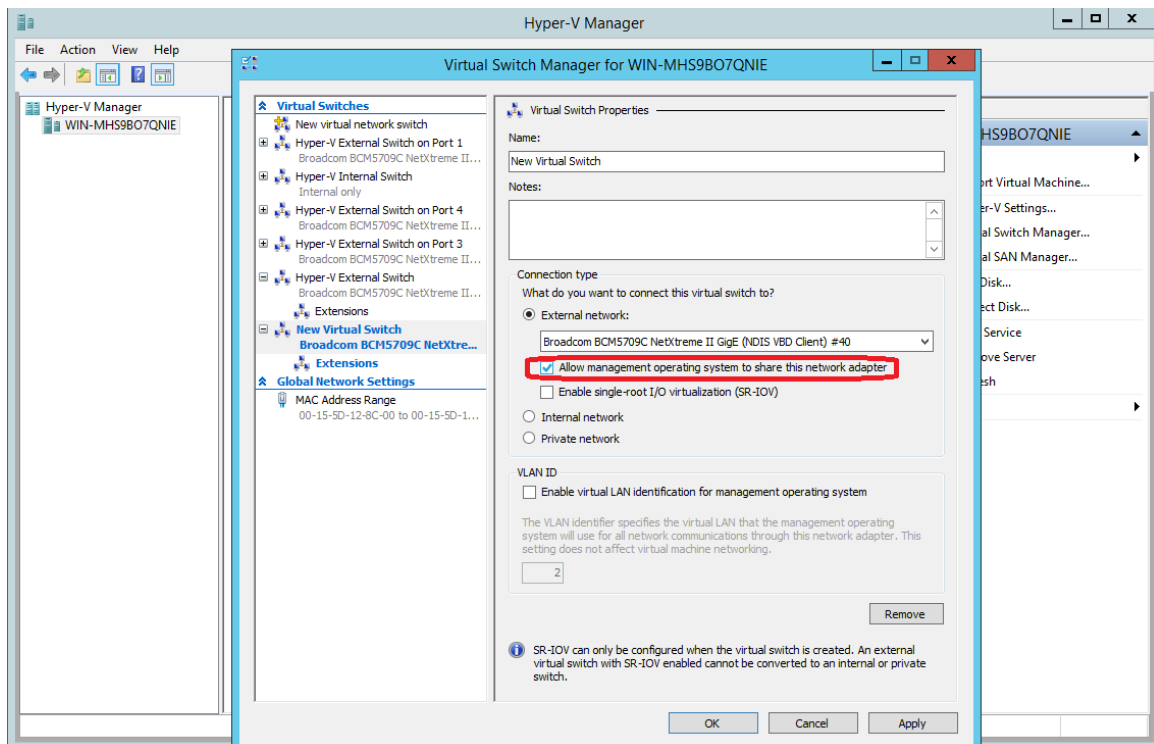 Hyper-V Manager
File Action View Help
Hyper-V Manager
WIN-MHS9BO7QNIE
Virtual Switch Manager for WIN-MHS9BO7QNIE
Virtual Switches
New virtual network switch
Hyper-V External Switch on Port 1
Broadcom BCM5709C NetXtreme II...
Hyper-V Internal Switch
Internal only
Hyper-V External Switch on Port 4
Broadcom BCM5709C NetXtreme II...
Hyper-V External Switch on Port 3
Broadcom BCM5709C NetXtreme II...
Hyper-V External Switch
Broadcom BCM5709C NetXtreme II...
Extensions
New Virtual Switch
Broadcom BCM5709C NetXtre...
Extensions
Global Network Settings
MAC Address Range
00-15-5D-12-8C-00 to 00-15-5D-1...
Virtual Switch Properties
Name:
New Virtual Switch
Notes:
Connection type
What do you want to connect this virtual switch to?
External network:
Broadcom BCM5709C NetXtreme II GigE (NDIS VBD Client) #40
Allow management operating system to share this network adapter
Enable single-root I/O virtualization (SR-IOV)
Internal network
Private network
VLAN ID
Enable virtual LAN identification for management operating system
The VLAN identifier specifies the virtual LAN that the management operating
system will use for all network communications through this network adapter. This
setting does not affect virtual machine networking.
2
Remove
SR-IOV can only be configured when the virtual switch is created. An external
virtual switch with SR-IOV enabled cannot be converted to an internal or private
switch.
OK Cancel Apply
HS9BO7QNIE
ort Virtual Machine...
er-V Settings...
al Switch Manager...
al SAN Manager...
Disk...
ect Disk...
Service
ove Server
esh